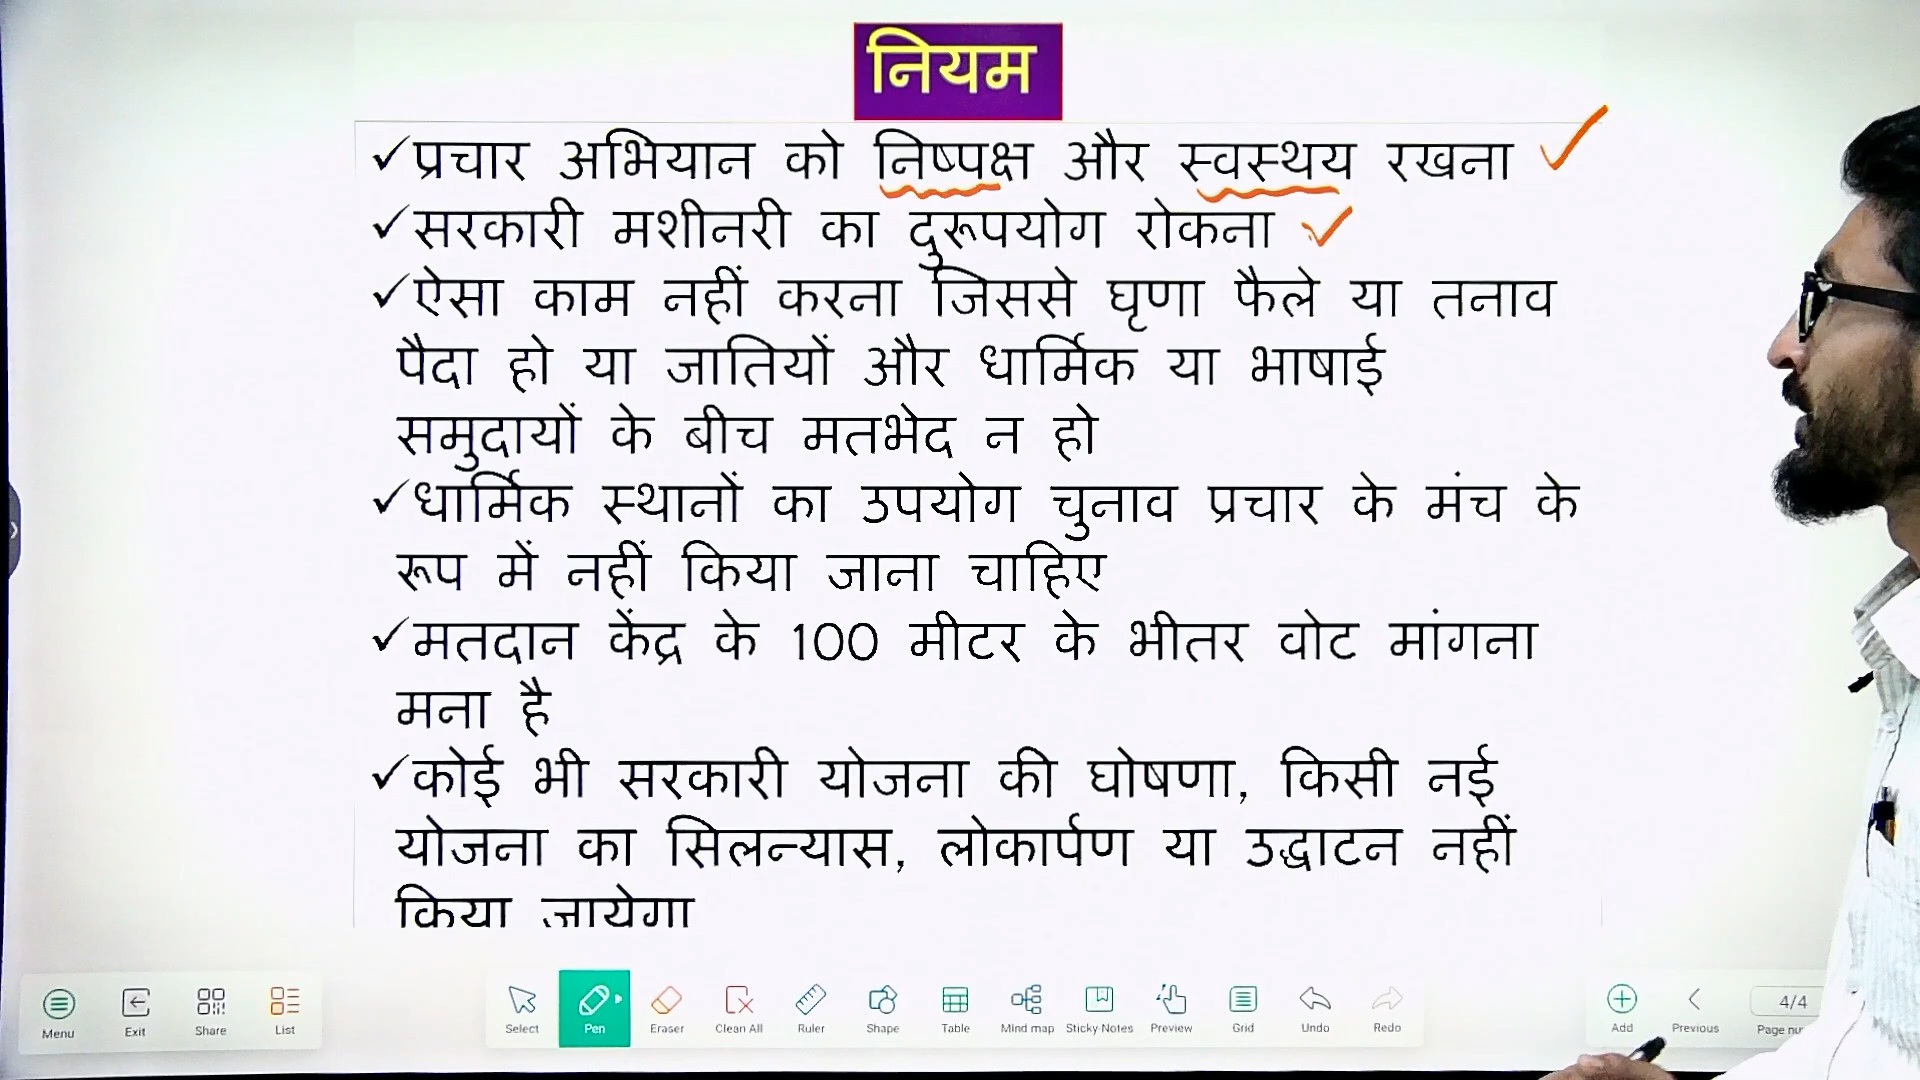 नियम
✓प्रचार अभियान को निष्पक्ष और स्वस्थय रखना
✓सरकारी मशीनरी का दुरूपयोग रोकना
✓ऐसा काम नहीं करना जिससे घृणा फैले या तनाव
पैदा हो या जातियों और धार्मिक या भाषाई
समुदायों के बीच मतभेद न हो
✓धार्मिक स्थानों का उपयोग चुनाव प्रचार के मंच के
रूप में नहीं किया जाना चाहिए
✓मतदान केंद्र के 100 मीटर के भीतर वोट मांगना
मना है
✓कोई भी सरकारी योजना की घोषणा, किसी नई
योजना का सिलन्यास, लोकार्पण या उद्घाटन नहीं
किया जायेगा
Menu Exit Share List Select Pen Eraser Clean All Ruler Shape Table Mind map Sticky Notes Preview Grid Undo Redo Add Previous 4/4 Page nu